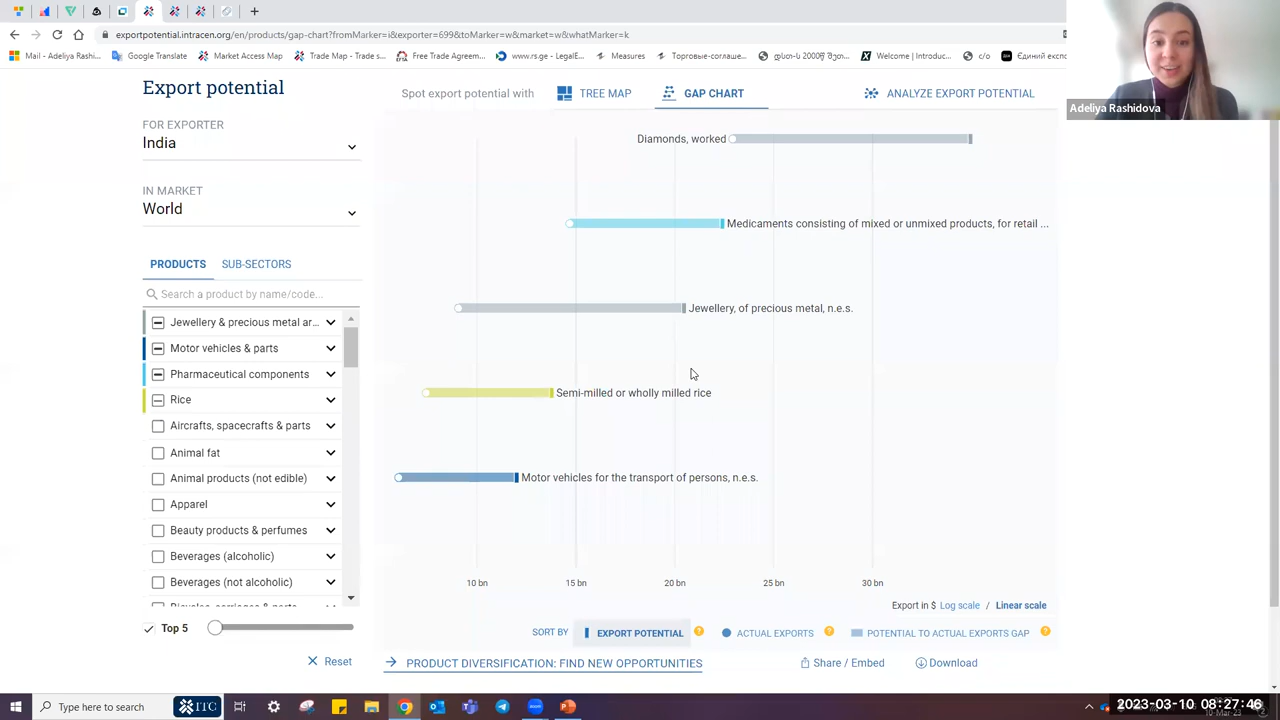 exportpotential.intracen.org/en/products/gap-chart?fromMarker=i&exporter=699&toMarker=w&market=w&whatMarker=k
Mail - Adeliya Rashi...
Google Translate
Market Access Map
Trade Map - Trade s...
Free Trade Agreem...
www.rs.ge - LegalE...
Measures
Торговые-соглаше...
Welcome | Introduc...
с/о
Єдиний експо...
Adeliya Rashidova
Export potential
Spot export potential with
TREE MAP
GAP CHART
ANALYZE EXPORT POTENTIAL
FOR EXPORTER
India
IN MARKET
World
PRODUCTS
SUB-SECTORS
Search a product by name/code...
Jewellery & precious metal ar...
Motor vehicles & parts
Pharmaceutical components
Rice
Aircrafts, spacecrafts & parts
Animal fat
Animal products (not edible)
Apparel
Beauty products & perfumes
Beverages (alcoholic)
Beverages (not alcoholic)
Top 5
Reset
Diamonds, worked
Medicaments consisting of mixed or unmixed products, for retail ...
Jewellery, of precious metal, n.e.s.
Semi-milled or wholly milled rice
Motor vehicles for the transport of persons, n.e.s.
10 bn 15 bn 20 bn 25 bn 30 bn
Export in $ Log scale / Linear scale
SORT BY
EXPORT POTENTIAL
?
ACTUAL EXPORTS
?
POTENTIAL TO ACTUAL EXPORTS GAP
?
PRODUCT DIVERSIFICATION: FIND NEW OPPORTUNITIES
Share / Embed
Download
Type here to search
ITC
2023-03-10 08:27:46